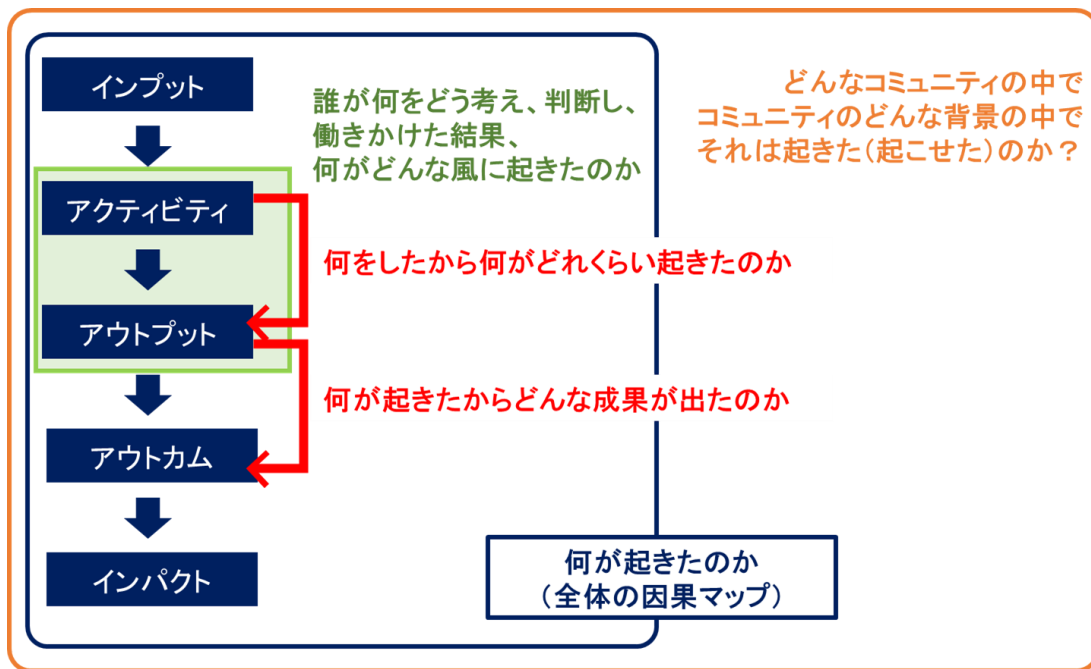 インプット
誰が何をどう考え、判断し、
働きかけた結果、
何がどんな風に起きたのか
どんなコミュニティの中で
コミュニティのどんな背景の中で
それは起きた(起こせた)のか？
アクティビティ
何をしたから何がどれくらい起きたのか
アウトプット
何が起きたからどんな成果が出たのか
アウトカム
インパクト
何が起きたのか
（全体の因果マップ）